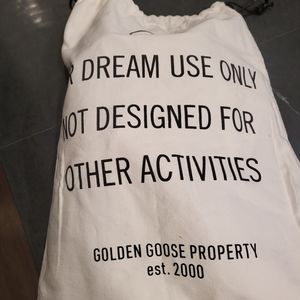 DREAM USE ONLY
NOT DESIGNED FOR
OTHER ACTIVITIES
GOLDEN GOOSE PROPERTY
est. 2000